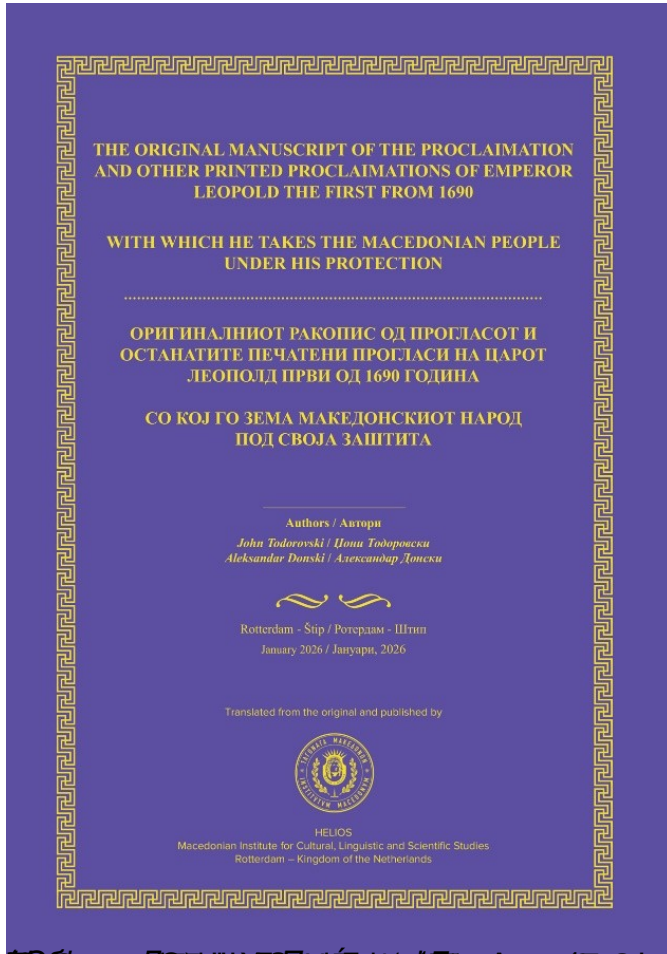 THE ORIGINAL MANUSCRIPT OF THE PROCLAIMATION
AND OTHER PRINTED PROCLAIMATIONS OF EMPEROR
LEOPOLD THE FIRST FROM 1690
WITH WHICH HE TAKES THE MACEDONIAN PEOPLE
UNDER HIS PROTECTION
ОРИГИНАЛНИОТ РАКОПИС ОД ПРОГЛАСОТ И
ОСТАНАТИТЕ ПЕЧАТЕНИ ПРОГЛАСИ НА ЦАРОТ
ЛЕОПОЛД ПРВИ ОД 1690 ГОДИНА
СО КОЈ ГО ЗЕМА МАКЕДОНСКИОТ НАРОД
ПОД СВОЈА ЗАШТИТА
Authors / Автори
John Todorovski / Џони Тодоровски
Aleksandar Donski / Александар Донски
Rotterdam - Štip / Ротердам - Штип
January 2026 / Јануари, 2026
Translated from the original and published by
INSTITUTUM MACEDONUM
HELIOS
Macedonian Institute for Cultural, Linguistic and Scientific Studies
Rotterdam – Kingdom of the Netherlands